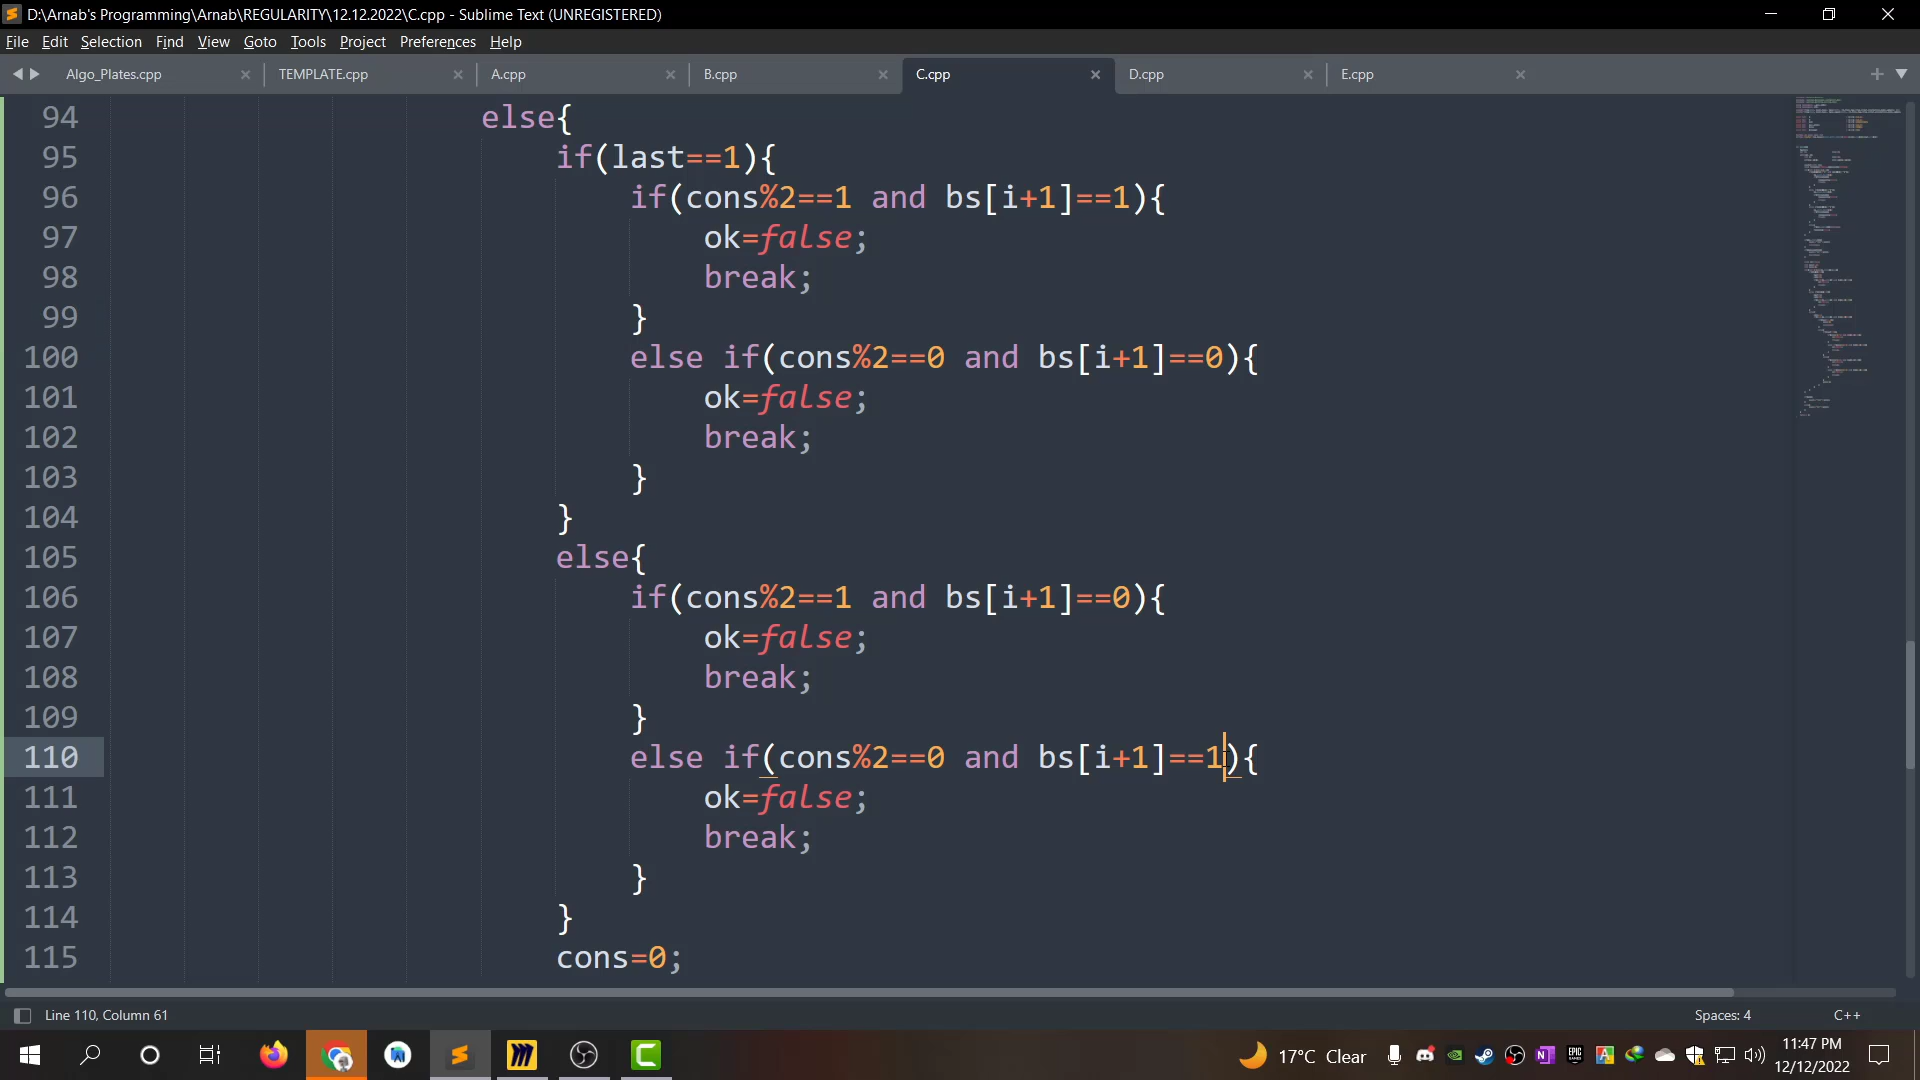 D:\Arnab's Programming\Arnab\REGULARITY\12.12.2022\C.cpp - Sublime Text (UNREGISTERED)
File Edit Selection Find View Goto Tools Project Preferences Help
Algo_Plates.cpp TEMPLATE.cpp A.cpp B.cpp C.cpp D.cpp E.cpp
94 else{
95 if(last==1){
96 if(cons%2==1 and bs[i+1]==1){
97 ok=false;
98 break;
99 }
100 else if(cons%2==0 and bs[i+1]==0){
101 ok=false;
102 break;
103 }
104 }
105 else{
106 if(cons%2==1 and bs[i+1]==0){
107 ok=false;
108 break;
109 }
110 else if(cons%2==0 and bs[i+1]==1){
111 ok=false;
112 break;
113 }
114 }
115 cons=0;
Line 110, Column 61 Spaces: 4 C++
17°C Clear 11:47 PM
12/12/2022